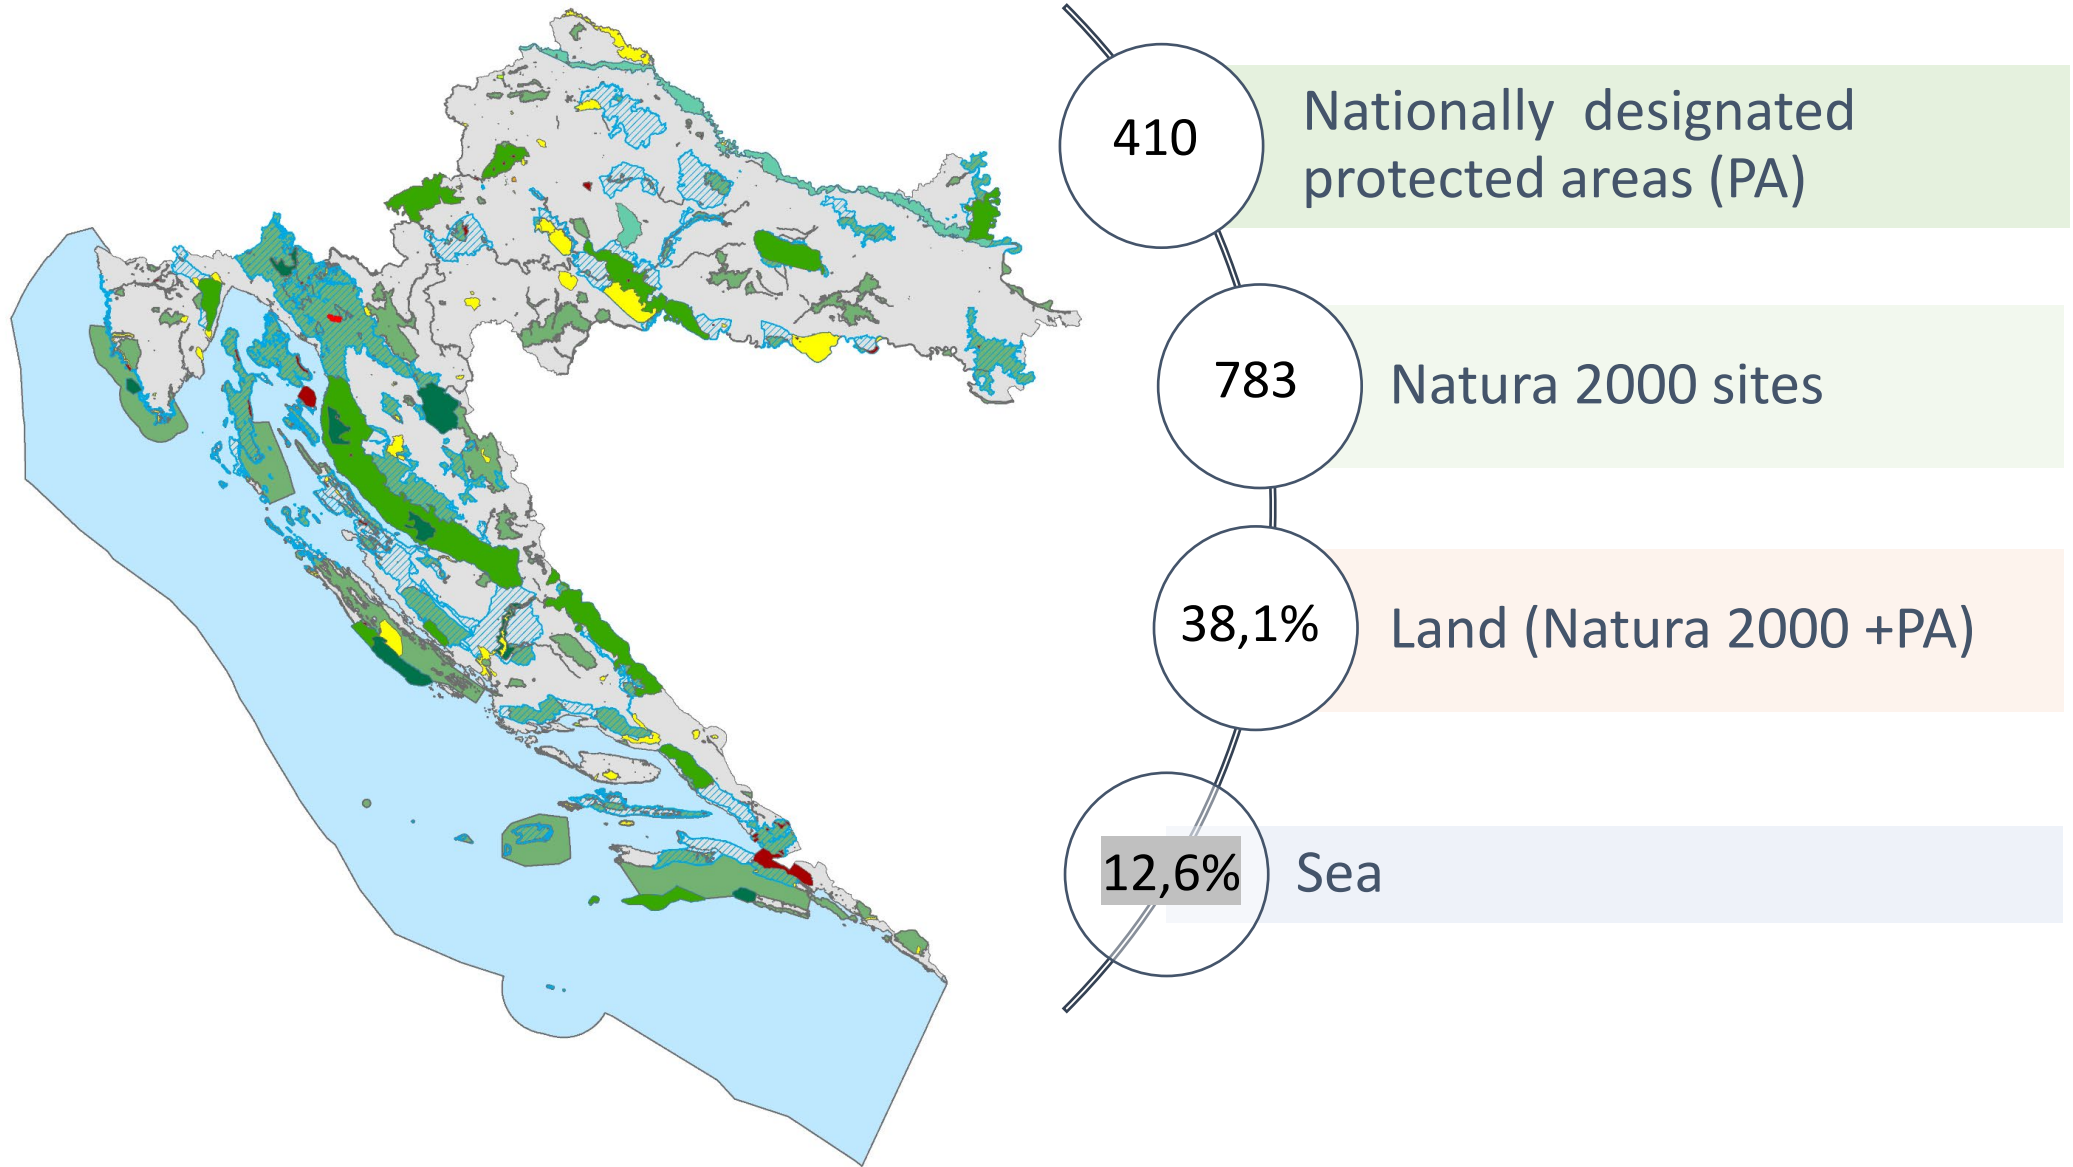 410
Nationally designated
protected areas (PA)
783
Natura 2000 sites
38,1%
Land (Natura 2000 +PA)
12,6%
Sea